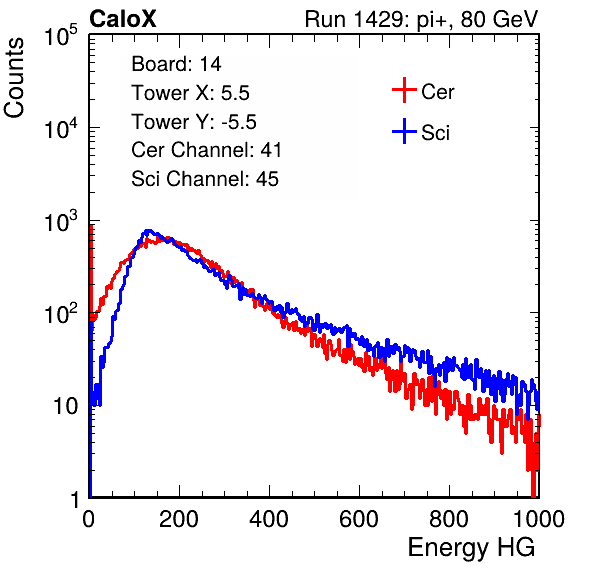 CaloX Run 1429: pi+, 80 GeV
Counts
Board: 14
Tower X: 5.5
Tower Y: -5.5
Cer Channel: 41
Sci Channel: 45
Cer
Sci
10^5
10^4
10^3
10^2
10
1
0 200 400 600 800 1000
Energy HG